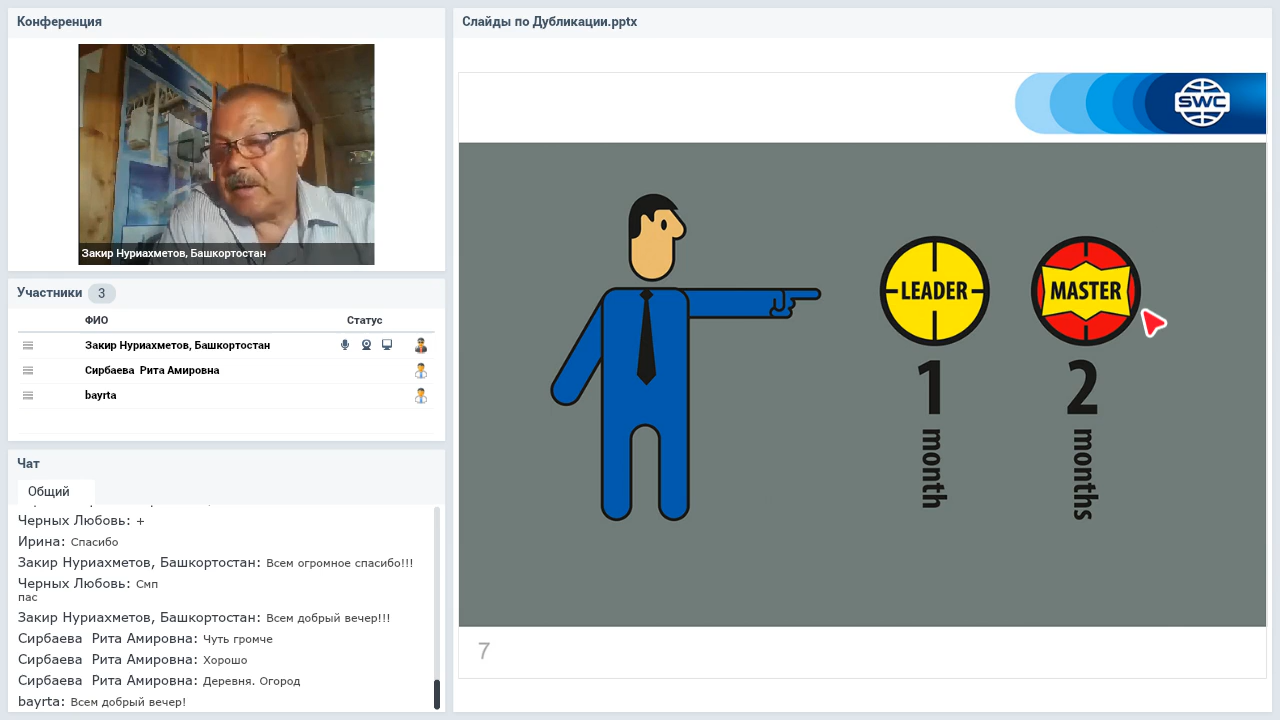 Конференция
Закир Нуриахметов, Башкортостан
Участники 3
ФИО Статус
Закир Нуриахметов, Башкортостан
Сирбаева Рита Амировна
bayrta
Чат
Общий
Черных Любовь: +
Ирина: Спасибо
Закир Нуриахметов, Башкортостан: Всем огромное спасибо!!!
Черных Любовь: Смп
пас
Закир Нуриахметов, Башкортостан: Всем добрый вечер!!!
Сирбаева Рита Амировна: Чуть громче
Сирбаева Рита Амировна: Хорошо
Сирбаева Рита Амировна: Деревня. Огород
bayrta: Всем добрый вечер!
Слайды по Дубликации.pptx
SWC
LEADER
MASTER
1
2
month
months
7